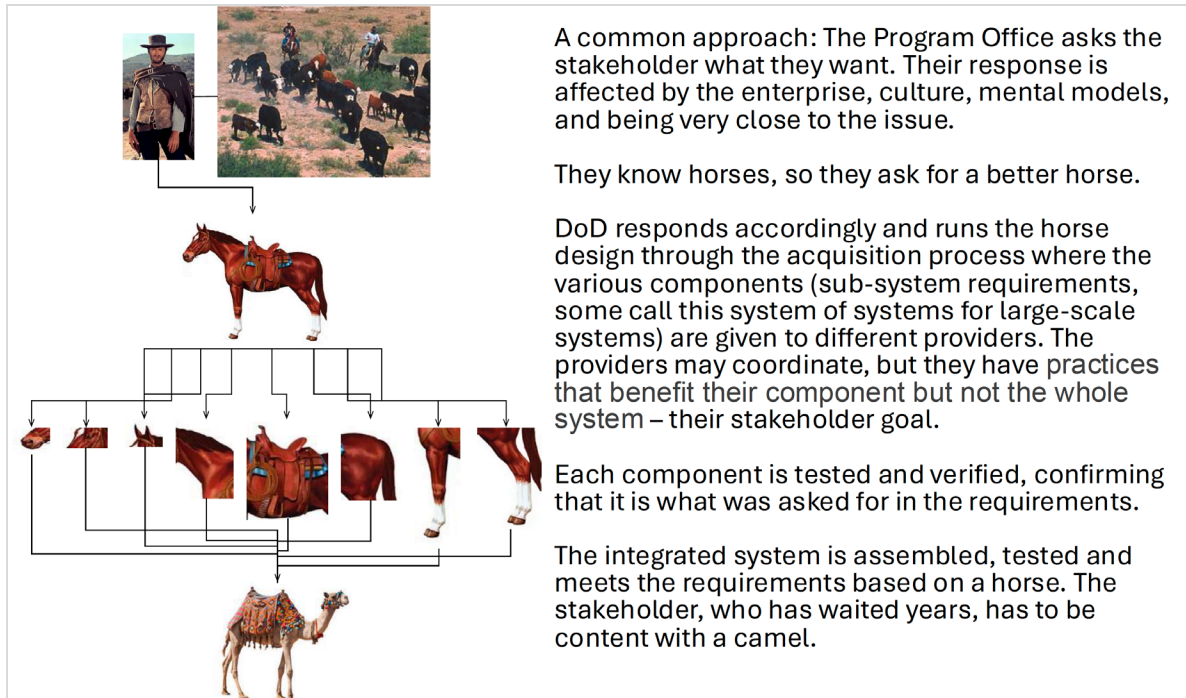 A common approach: The Program Office asks the
stakeholder what they want. Their response is
affected by the enterprise, culture, mental models,
and being very close to the issue.
They know horses, so they ask for a better horse.
DoD responds accordingly and runs the horse
design through the acquisition process where the
various components (sub-system requirements,
some call this system of systems for large-scale
systems) are given to different providers. The
providers may coordinate, but they have practices
that benefit their component but not the whole
system – their stakeholder goal.
Each component is tested and verified, confirming
that it is what was asked for in the requirements.
The integrated system is assembled, tested and
meets the requirements based on a horse. The
stakeholder, who has waited years, has to be
content with a camel.